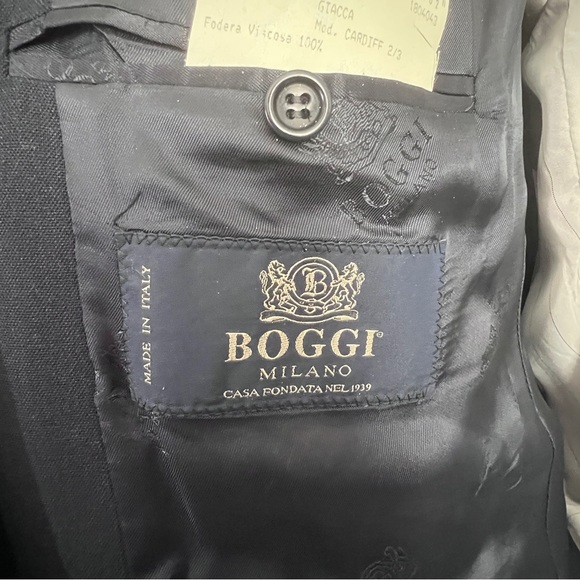 GIACCA
1804043
Fodera Viscosa 100%
Mod. CARDIFF 2/3
BOGGI
MILANO
MADE IN ITALY
B
BOGGI
MILANO
CASA FONDATA NEL 1939